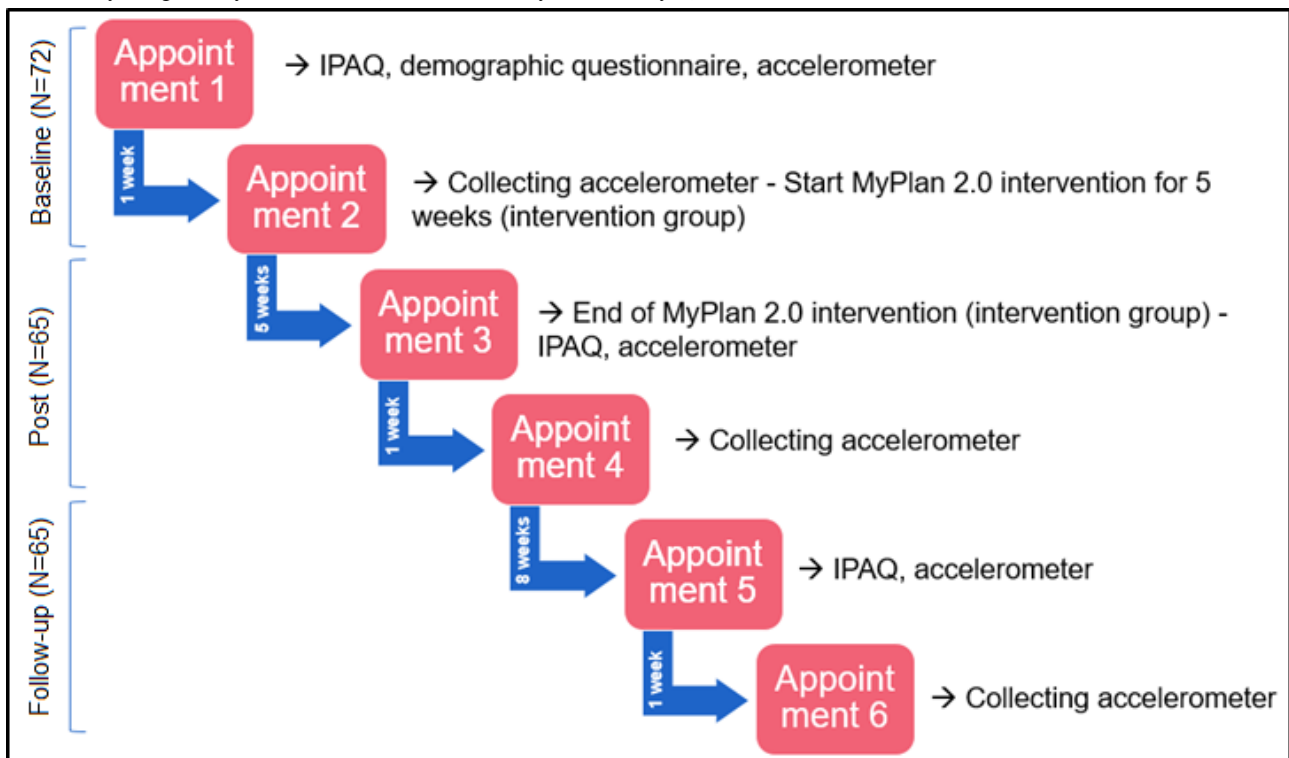 Baseline (N=72)
Appoint
ment 1
→ IPAQ, demographic questionnaire, accelerometer
1 week
Appoint
ment 2
→ Collecting accelerometer - Start MyPlan 2.0 intervention for 5
weeks (intervention group)
5 weeks
Post (N=65)
Appoint
ment 3
→ End of MyPlan 2.0 intervention (intervention group) -
IPAQ, accelerometer
1 week
Appoint
ment 4
→ Collecting accelerometer
8 weeks
Follow-up (N=65)
Appoint
ment 5
→ IPAQ, accelerometer
1 week
Appoint
ment 6
→ Collecting accelerometer